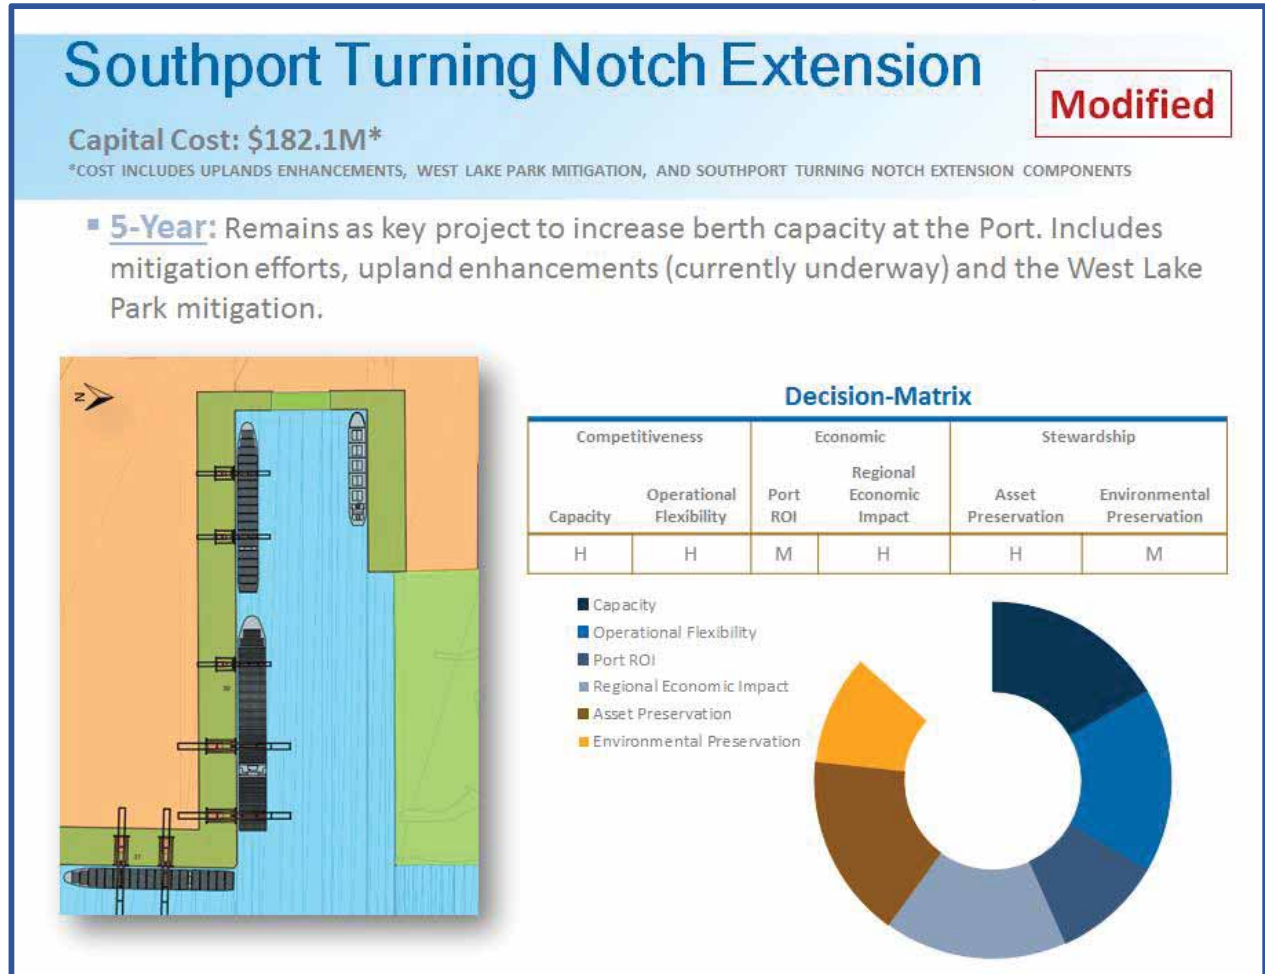 Southport Turning Notch Extension
Modified
Capital Cost: $182.1M*
*COST INCLUDES UPLANDS ENHANCEMENTS, WEST LAKE PARK MITIGATION, AND SOUTHPORT TURNING NOTCH EXTENSION COMPONENTS
▪ 5-Year: Remains as key project to increase berth capacity at the Port. Includes
mitigation efforts, upland enhancements (currently underway) and the West Lake
Park mitigation.
N
Decision-Matrix
Competitiveness Economic Stewardship
Capacity Operational Flexibility Port ROI Regional Economic Impact Asset Preservation Environmental Preservation
H H M H H M
Capacity
Operational Flexibility
Port ROI
Regional Economic Impact
Asset Preservation
Environmental Preservation